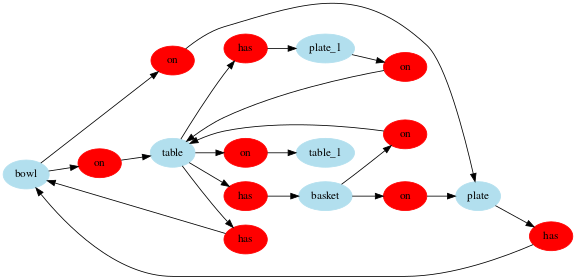 on
has
plate_1
on
bowl
on
table
on
table_1
on
has
basket
on
plate
has
has